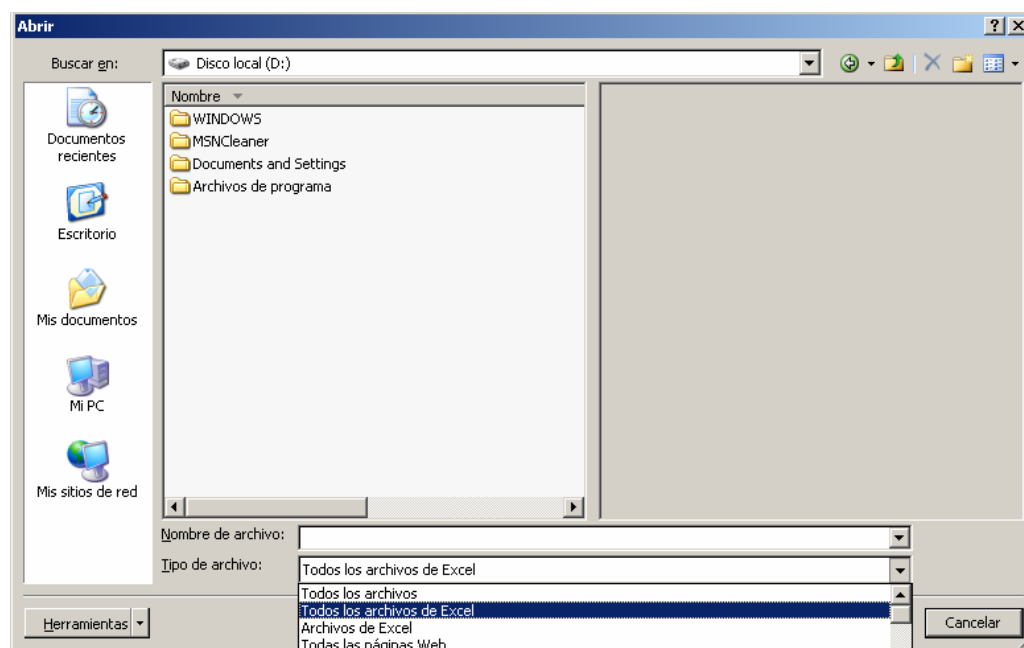 Abrir
Buscar en:
Disco local (D:)
Nombre
WINDOWS
MSNCleaner
Documents and Settings
Archivos de programa
Documentos
recientes
Escritorio
Mis documentos
Mi PC
Mis sitios de red
Nombre de archivo:
Tipo de archivo:
Todos los archivos de Excel
Todos los archivos
Todos los archivos de Excel
Archivos de Excel
Todas las páginas Web
Herramientas
Cancelar